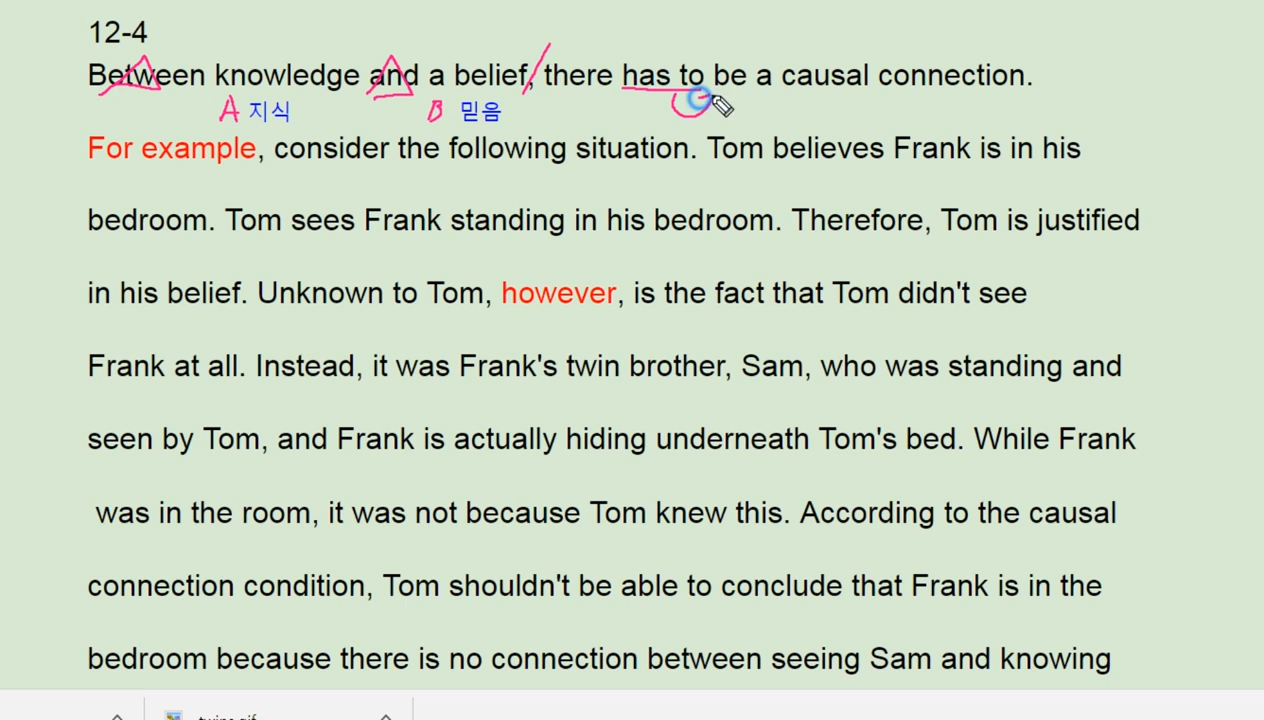 12-4
Between knowledge and a belief, there has to be a causal connection.
A 지식 B 믿음
For example, consider the following situation. Tom believes Frank is in his
bedroom. Tom sees Frank standing in his bedroom. Therefore, Tom is justified
in his belief. Unknown to Tom, however, is the fact that Tom didn't see
Frank at all. Instead, it was Frank's twin brother, Sam, who was standing and
seen by Tom, and Frank is actually hiding underneath Tom's bed. While Frank
was in the room, it was not because Tom knew this. According to the causal
connection condition, Tom shouldn't be able to conclude that Frank is in the
bedroom because there is no connection between seeing Sam and knowing